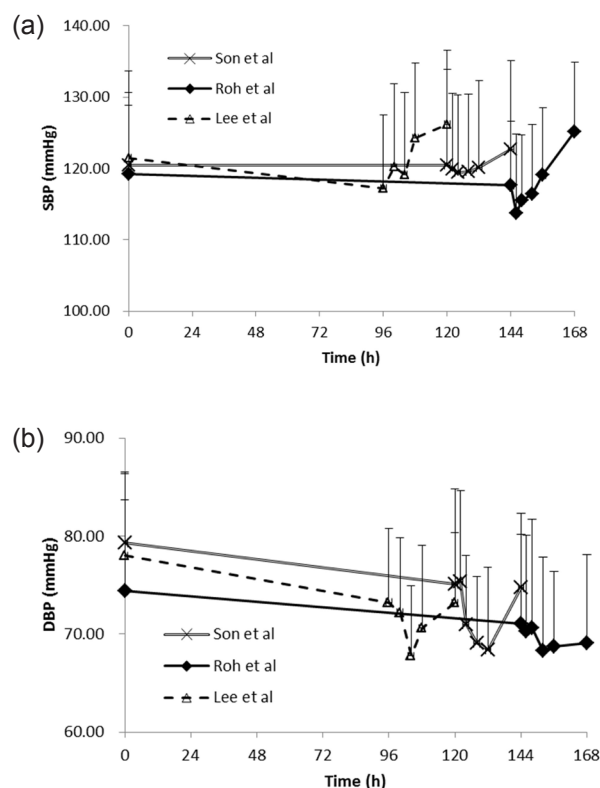 (a)
140.00
130.00
120.00
110.00
100.00
SBP (mmHg)
Son et al
Roh et al
Lee et al
0 24 48 72 96 120 144 168
Time (h)
(b)
90.00
80.00
70.00
60.00
DBP (mmHg)
Son et al
Roh et al
Lee et al
0 24 48 72 96 120 144 168
Time (h)